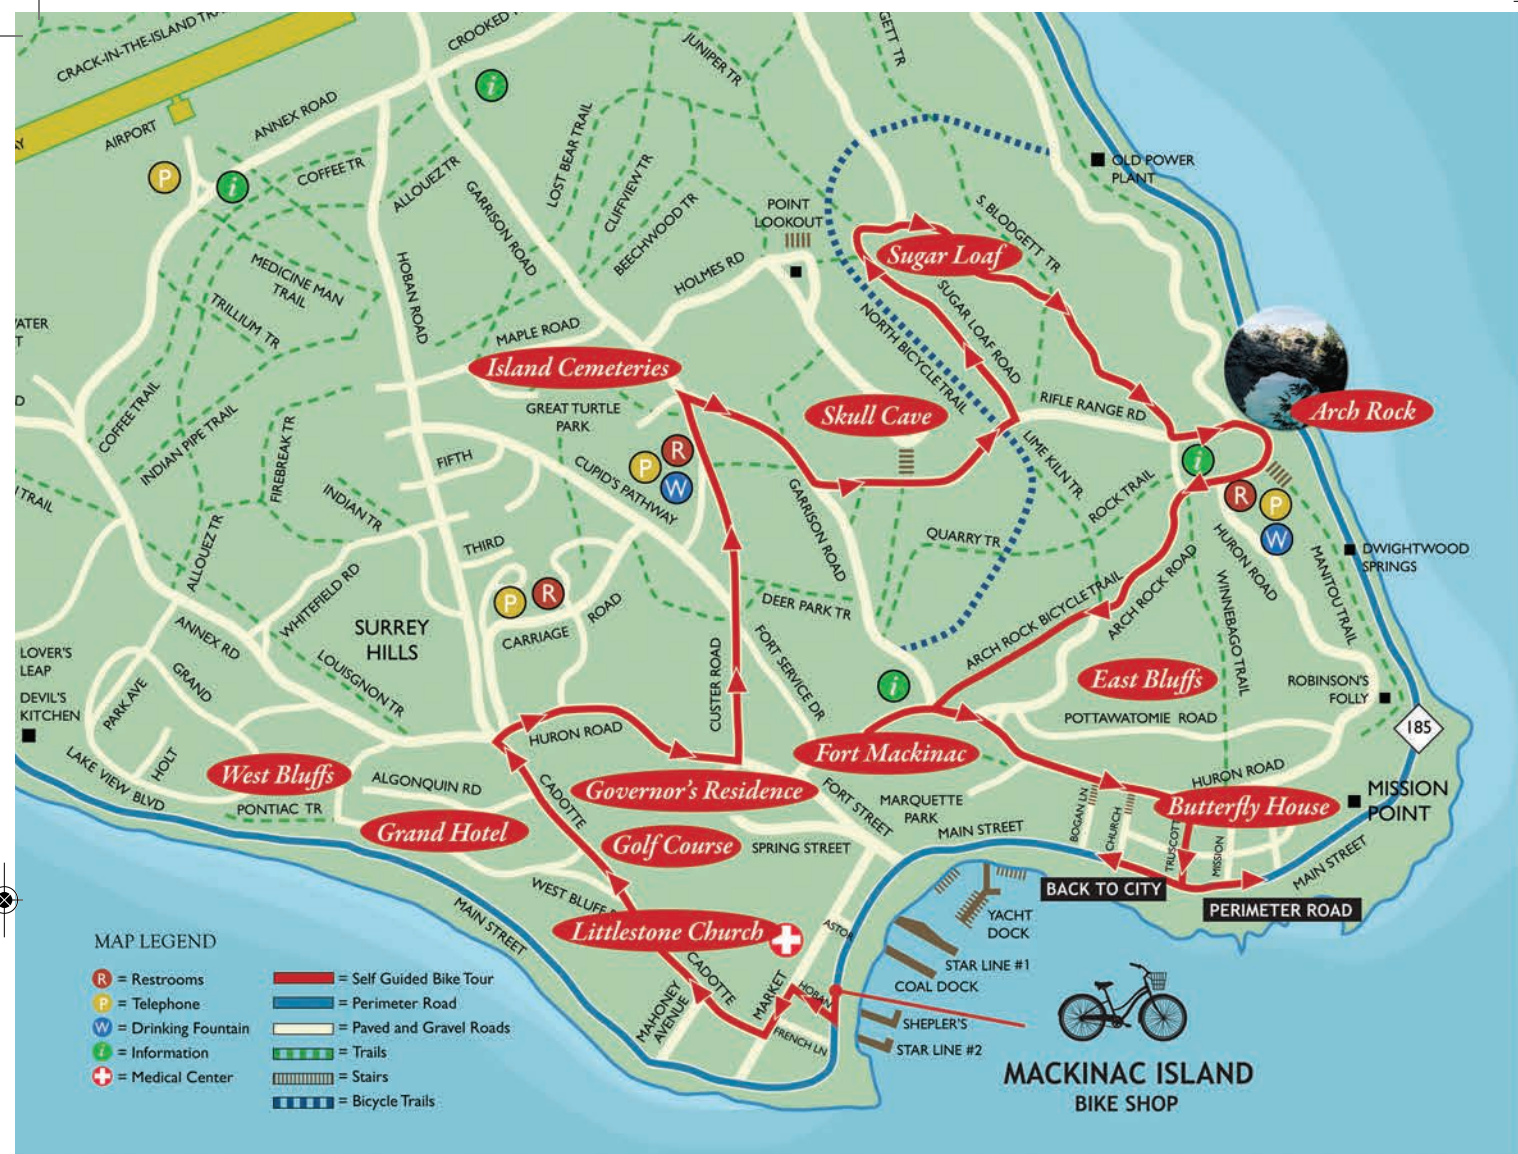 CRACK-IN-THE-ISLAND
CROOKED
JUNIPER TR
GETT TR
AIRPORT
ANNEX ROAD
COFFEE TR
ALLOUEZ TR
GARRISON ROAD
LOST BEAR TRAIL
CLIFFVIEW TR
BEECHWOOD TR
POINT
LOOKOUT
S. BLODGETT TR
OLD POWER
PLANT
P
i
i
MEDICINE MAN
TRAIL
TRILLIUM TR
HOBAN ROAD
HOLMES RD
MAPLE ROAD
Sugar Loaf
SUGAR LOAF ROAD
NORTH BICYCLE TRAIL
Island Cemeteries
GREAT TURTLE
PARK
Skull Cave
RIFLE RANGE RD
Arch Rock
COFFEE TRAIL
INDIAN PIPE TRAIL
FIREBREAK TR
INDIAN TR
FIFTH
CUPID'S PATHWAY
R
P
W
GARRISON ROAD
LIME KILN TR
ROCK TRAIL
QUARRY TR
i
R
P
W
HURON ROAD
MANITOU TRAIL
DWIGHTWOOD
SPRINGS
TRAIL
ALLOUEZ TR
THIRD
P
R
CARRIAGE
ROAD
WHITEFIELD RD
SURREY
HILLS
DEER PARK TR
ARCH ROCK BICYCLE TRAIL
ARCH ROCK ROAD
WINNEBAGO TRAIL
ANNEX RD
LOUISGNON TR
LOVER'S
LEAP
DEVIL'S
KITCHEN
PARK AVE
GRAND
HOLT
LAKE VIEW BLVD
CUSTER ROAD
FORT SERVICE DR
i
East Bluffs
ROBINSON'S
FOLLY
POTTAWATOMIE ROAD
185
HURON ROAD
West Bluffs
PONTIAC TR
ALGONQUIN RD
CADOTTE
Governor's Residence
Fort Mackinac
FORT STREET
MARQUETTE
PARK
HURON ROAD
Butterfly House
MISSION
POINT
Grand Hotel
Golf Course
SPRING STREET
MAIN STREET
BOGAN LN
CHURCH
TRUSCOTT
MISSION
MAIN STREET
BACK TO CITY
PERIMETER ROAD
WEST BLUFF
MAIN STREET
Littlestone Church
ASTOR
YACHT
DOCK
STAR LINE #1
COAL DOCK
CADOTTE
MARKET
HOBAN
MAHONEY
AVENUE
FRENCH LN
SHEPLER'S
STAR LINE #2
MACKINAC ISLAND
BIKE SHOP
MAP LEGEND
R = Restrooms
P = Telephone
W = Drinking Fountain
i = Information
= Medical Center
= Self Guided Bike Tour
= Perimeter Road
= Paved and Gravel Roads
= Trails
= Stairs
= Bicycle Trails